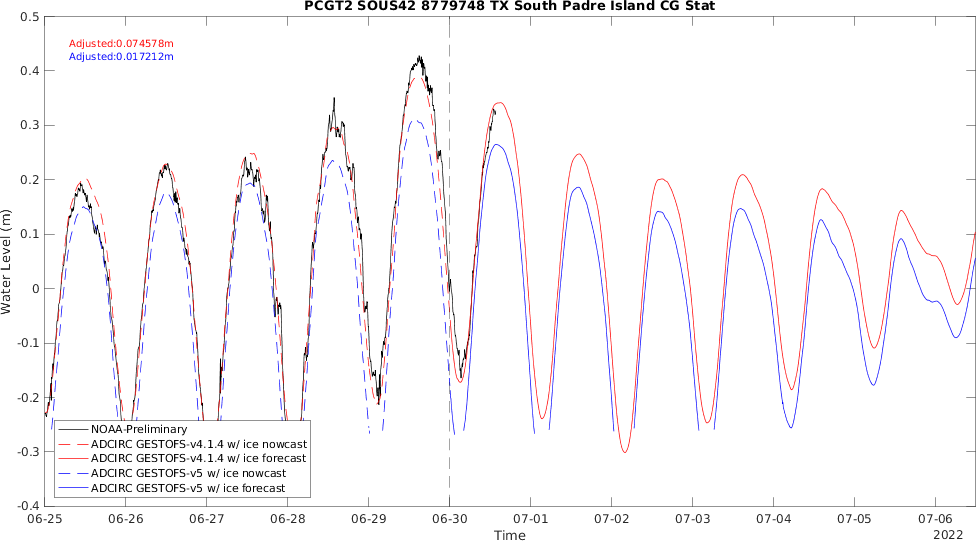 PCGT2 SOUS42 8779748 TX South Padre Island CG Stat
0.5
0.4
0.3
0.2
0.1
0
-0.1
-0.2
-0.3
-0.4
Water Level (m)
Adjusted:0.074578m
Adjusted:0.017212m
NOAA-Preliminary
ADCIRC GESTOFS-v4.1.4 w/ ice nowcast
ADCIRC GESTOFS-v4.1.4 w/ ice forecast
ADCIRC GESTOFS-v5 w/ ice nowcast
ADCIRC GESTOFS-v5 w/ ice forecast
06-25 06-26 06-27 06-28 06-29 06-30 07-01 07-02 07-03 07-04 07-05 07-06
Time
2022